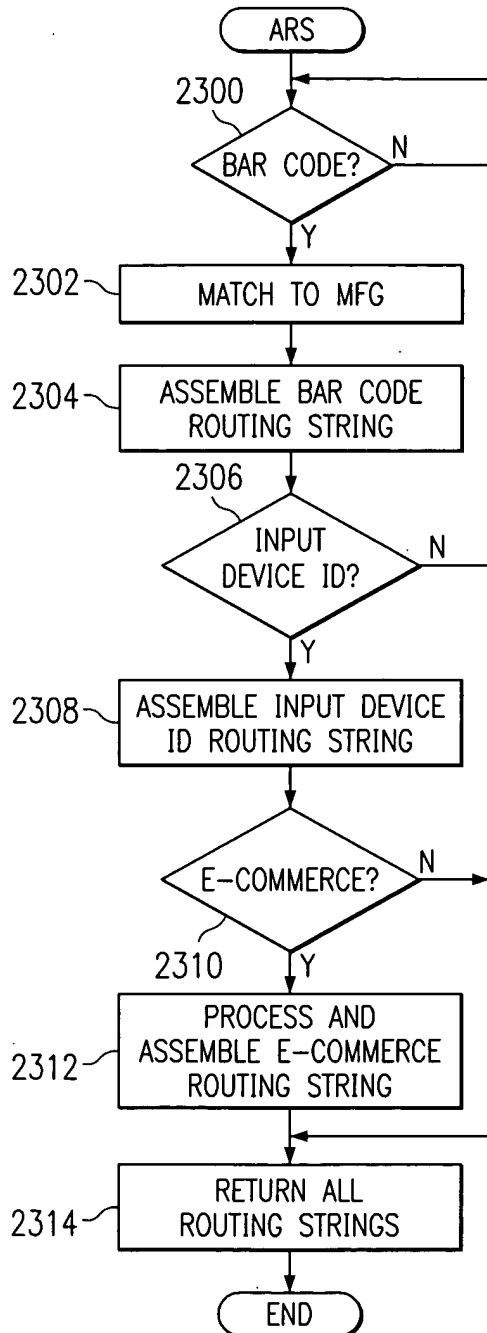 ARS
2300
BAR CODE?
N
Y
2302
MATCH TO MFG
2304
ASSEMBLE BAR CODE
ROUTING STRING
2306
INPUT
DEVICE ID?
N
Y
2308
ASSEMBLE INPUT DEVICE
ID ROUTING STRING
E-COMMERCE?
N
2310
Y
2312
PROCESS AND
ASSEMBLE E-COMMERCE
ROUTING STRING
2314
RETURN ALL
ROUTING STRINGS
END